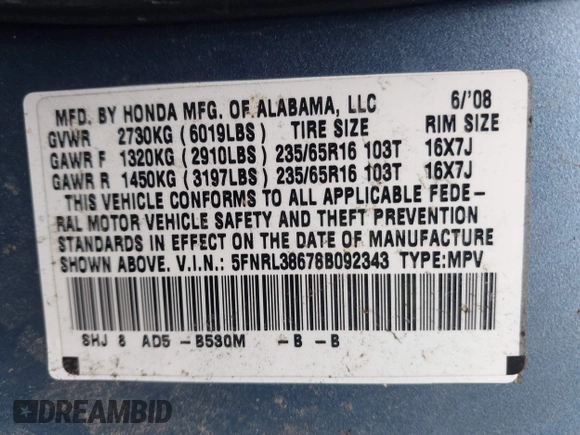 MFD. BY HONDA MFG. OF ALABAMA, LLC 6/'08
GVWR 2730KG (6019LBS) TIRE SIZE RIM SIZE
GAWR F 1320KG (2910LBS) 235/65R16 103T 16X7J
GAWR R 1450KG (3197LBS) 235/65R16 103T 16X7J
THIS VEHICLE CONFORMS TO ALL APPLICABLE FEDE-
RAL MOTOR VEHICLE SAFETY AND THEFT PREVENTION
STANDARDS IN EFFECT ON THE DATE OF MANUFACTURE
SHOWN ABOVE. V.I.N.: 5FNRL38678B092343 TYPE:MPV
SHJ 8 AD5 -B530M -B -B
DREAMBID